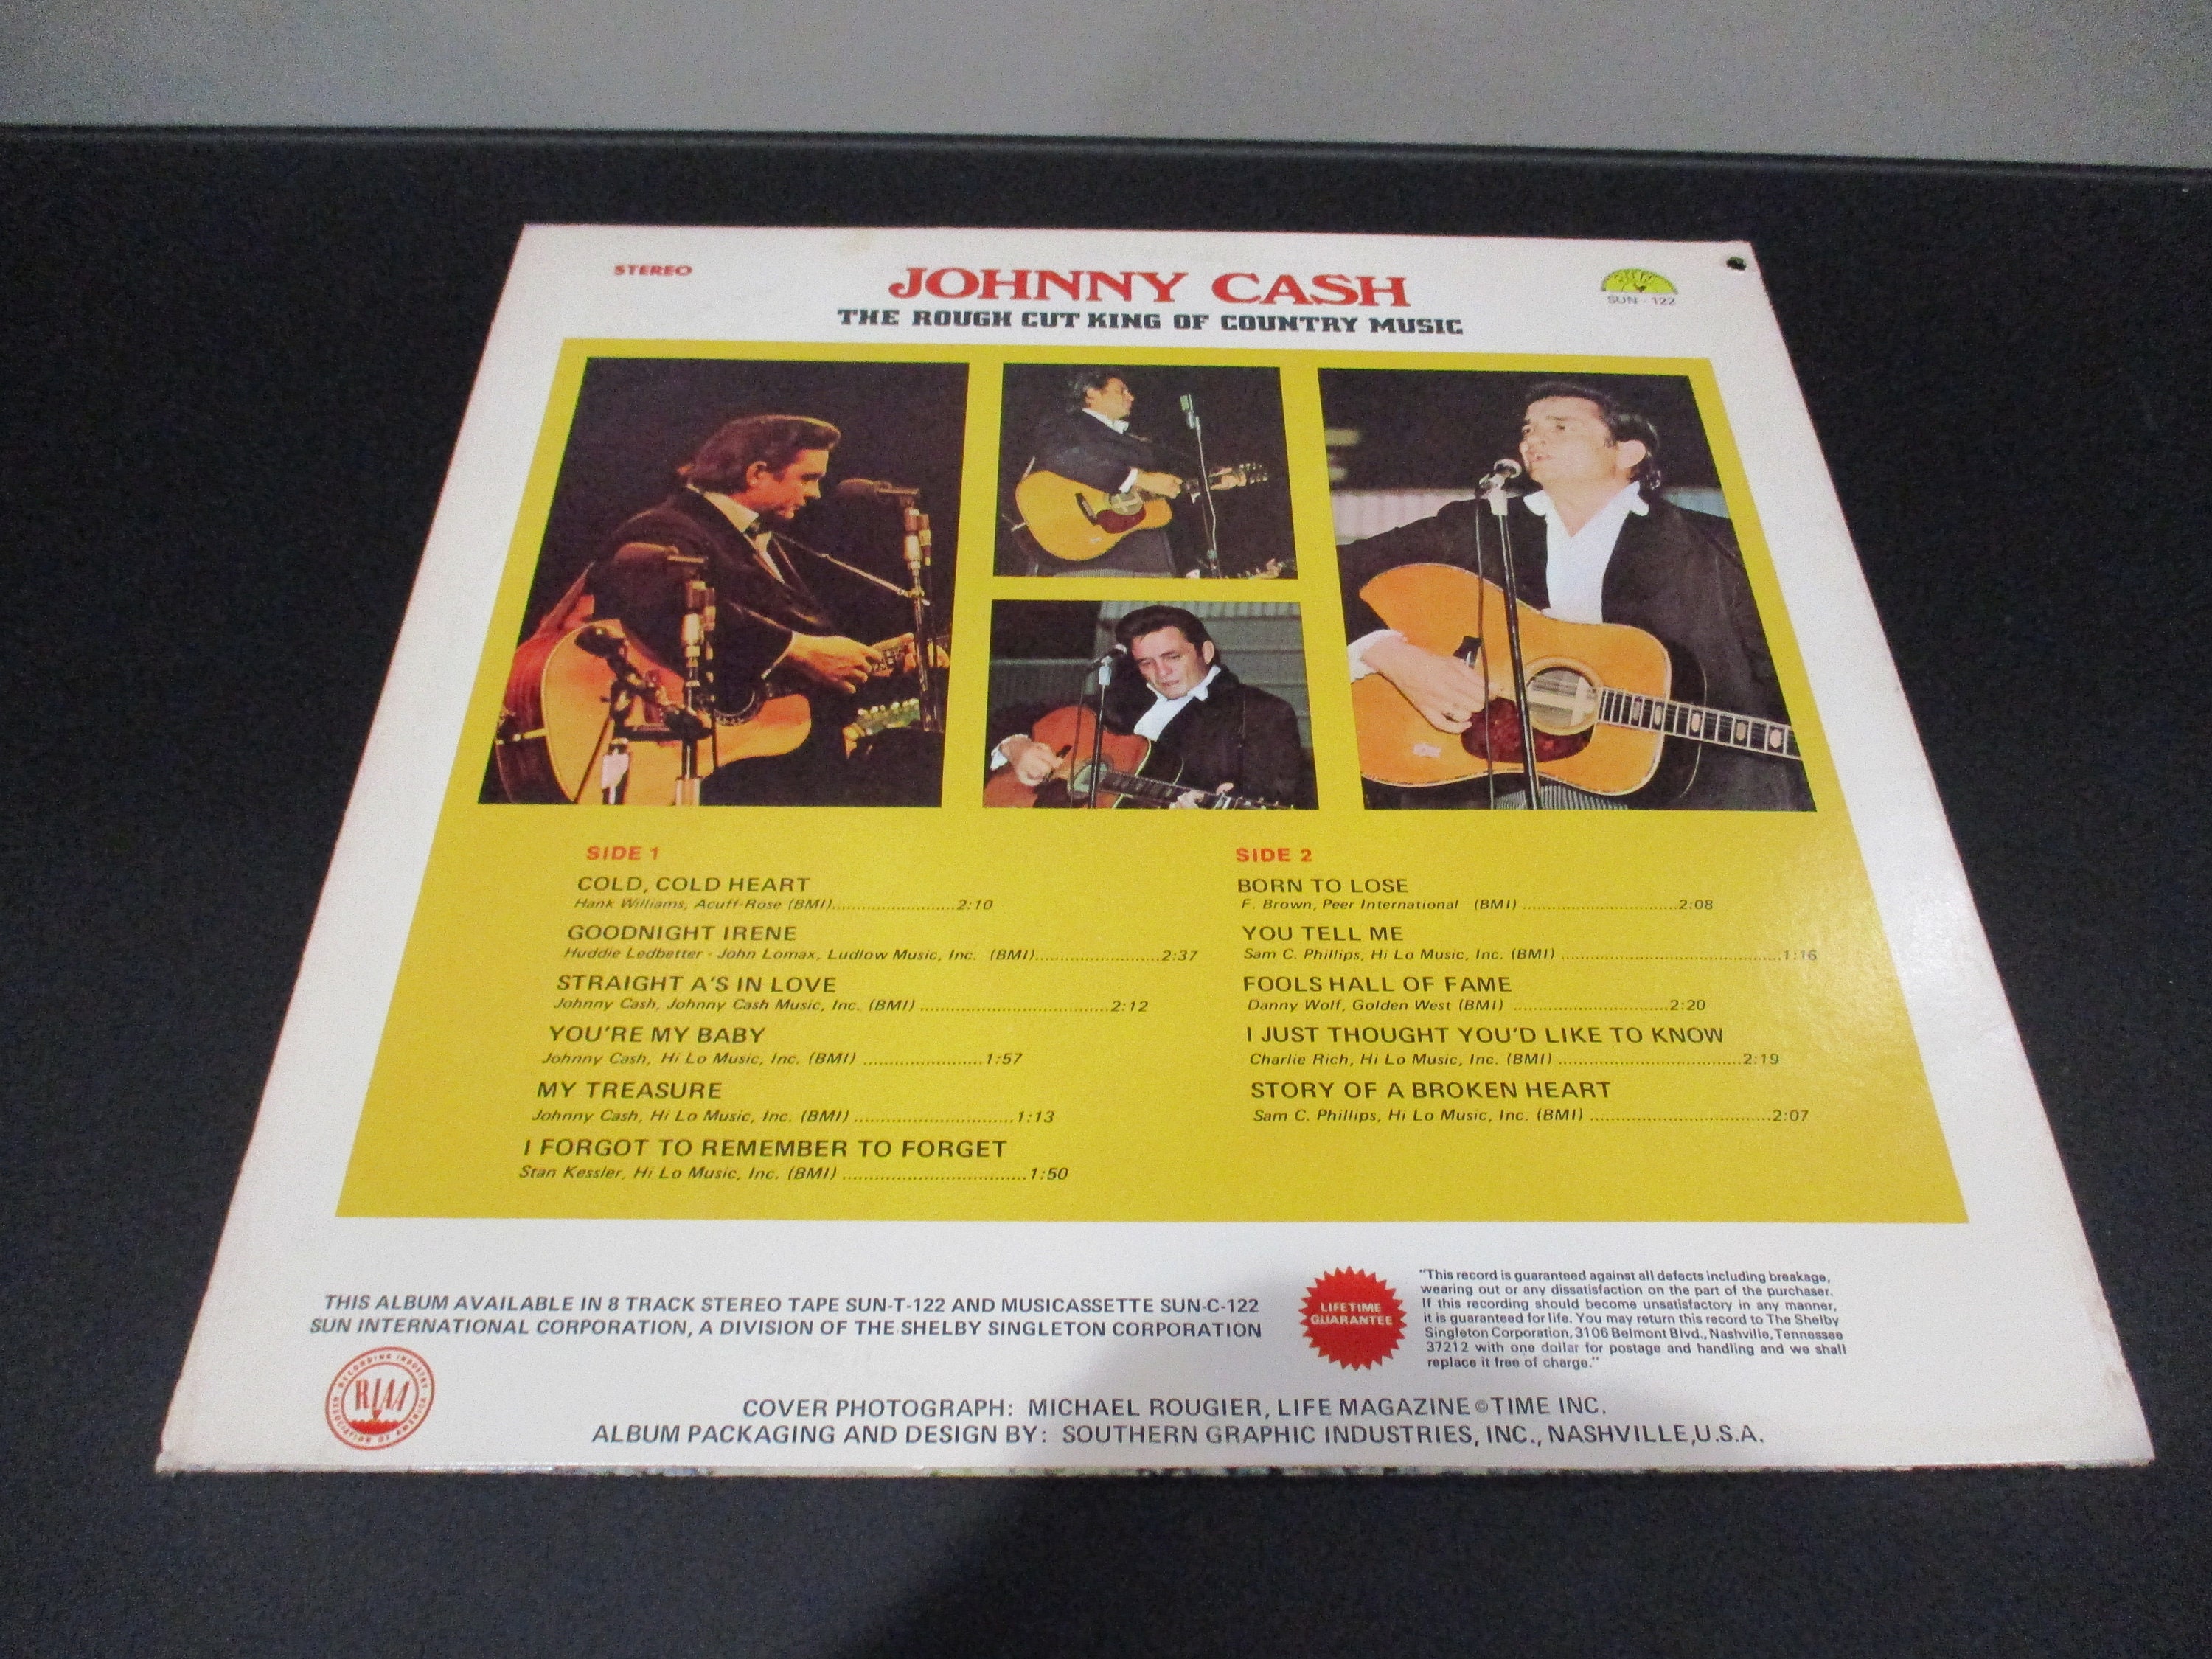 STEREO
JOHNNY CASH
THE ROUGH CUT KING OF COUNTRY MUSIC
SUN - 122
SIDE 1
COLD, COLD HEART
Hank Williams, Acuff-Rose (BMI)......................2:10
GOODNIGHT IRENE
Huddie Ledbetter - John Lomax, Ludlow Music, Inc. (BMI)......................2:37
STRAIGHT A'S IN LOVE
Johnny Cash, Johnny Cash Music, Inc. (BMI) ..................................2:12
YOU'RE MY BABY
Johnny Cash, Hi Lo Music, Inc. (BMI) ......................1:57
MY TREASURE
Johnny Cash, Hi Lo Music, Inc. (BMI) .............................1:13
I FORGOT TO REMEMBER TO FORGET
Stan Kessler, Hi Lo Music, Inc. (BMI) .................................1:50
SIDE 2
BORN TO LOSE
F. Brown, Peer International (BMI) ............................2:08
YOU TELL ME
Sam C. Phillips, Hi Lo Music, Inc. (BMI) ........................................1:16
FOOLS HALL OF FAME
Danny Wolf, Golden West (BMI) ............................2:20
I JUST THOUGHT YOU'D LIKE TO KNOW
Charlie Rich, Hi Lo Music, Inc. (BMI) .................................2:19
STORY OF A BROKEN HEART
Sam C. Phillips, Hi Lo Music, Inc. (BMI) ................................2:07
THIS ALBUM AVAILABLE IN 8 TRACK STEREO TAPE SUN-T-122 AND MUSICASSETTE SUN-C-122
SUN INTERNATIONAL CORPORATION, A DIVISION OF THE SHELBY SINGLETON CORPORATION
LIFETIME
GUARANTEE
"This record is guaranteed against all defects including breakage,
wearing out or any dissatisfaction on the part of the purchaser.
If this recording should become unsatisfactory in any manner,
it is guaranteed for life. You may return this record to The Shelby
Singleton Corporation, 3106 Belmont Blvd., Nashville, Tennessee
37212 with one dollar for postage and handling and we shall
replace it free of charge."
RECORDING INDUSTRY
ASSOCIATION OF AMERICA
RIAA
COVER PHOTOGRAPH: MICHAEL ROUGIER, LIFE MAGAZINE © TIME INC.
ALBUM PACKAGING AND DESIGN BY: SOUTHERN GRAPHIC INDUSTRIES, INC., NASHVILLE, U.S.A.